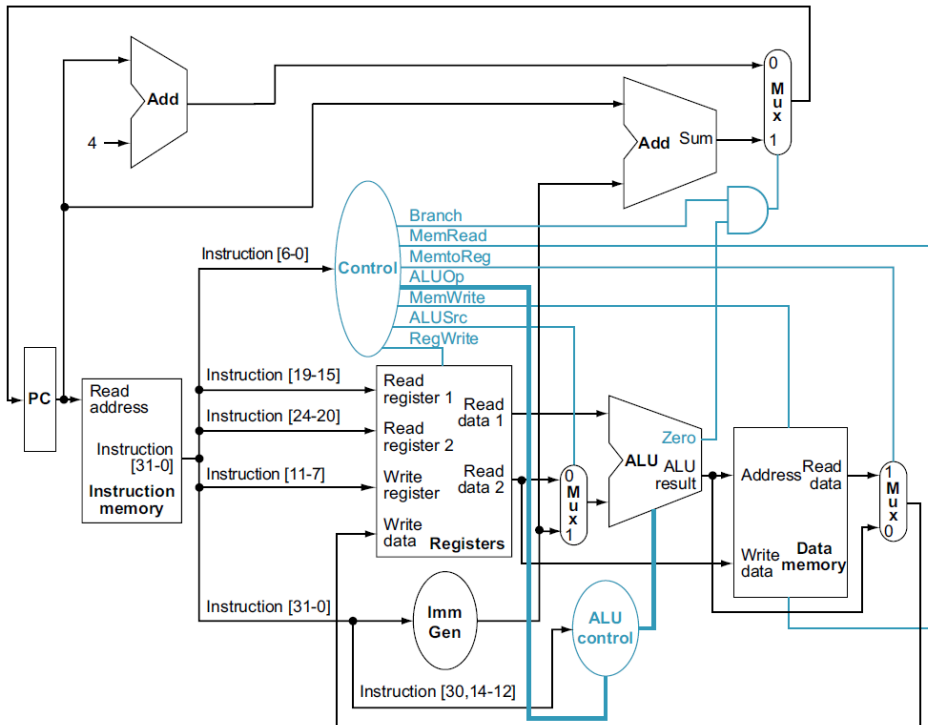 Add
4
Add
Sum
0
Mux
1
Branch
MemRead
MemtoReg
ALUOp
MemWrite
ALUSrc
RegWrite
Control
Instruction [6-0]
Instruction [19-15]
Instruction [24-20]
Instruction [11-7]
Instruction [31-0]
Instruction [30,14-12]
PC
Read
address
Instruction
[31-0]
Instruction
memory
Read
register 1
Read
register 2
Write
register
Write
data
Read
data 1
Read
data 2
Registers
0
Mux
1
Zero
ALU
ALU
result
Address
Read
data
Write
data
Data
memory
1
Mux
0
Imm
Gen
ALU
control